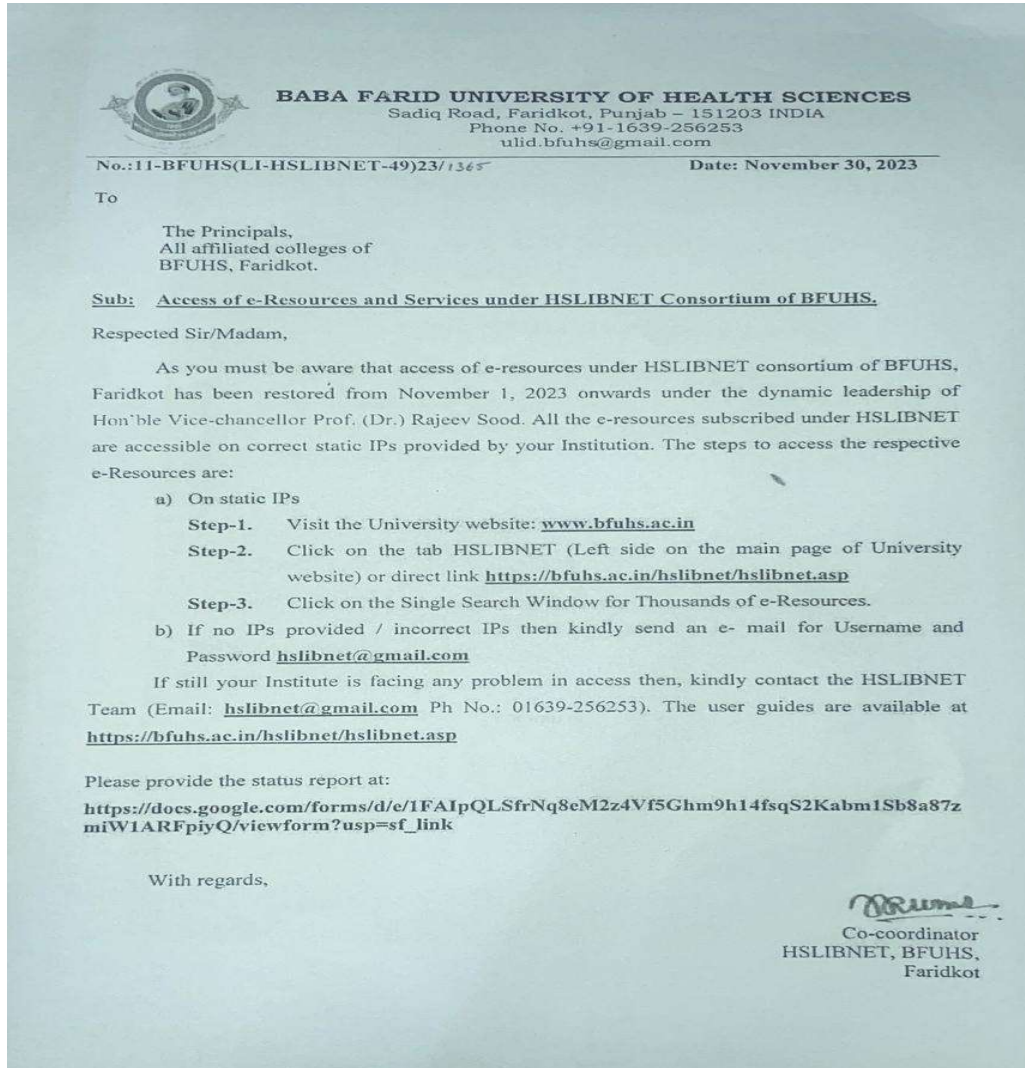 BABA FARID UNIVERSITY OF HEALTH SCIENCES
Sadiq Road, Faridkot, Punjab – 151203 INDIA
Phone No. +91-1639-256253
ulid.bfuhs@gmail.com
No.:11-BFUHS(LI-HSLIBNET-49)23/1365 Date: November 30, 2023
To
The Principals,
All affiliated colleges of
BFUHS, Faridkot.
Sub: Access of e-Resources and Services under HSLIBNET Consortium of BFUHS.
Respected Sir/Madam,
As you must be aware that access of e-resources under HSLIBNET consortium of BFUHS,
Faridkot has been restored from November 1, 2023 onwards under the dynamic leadership of
Hon'ble Vice-chancellor Prof. (Dr.) Rajeev Sood. All the e-resources subscribed under HSLIBNET
are accessible on correct static IPs provided by your Institution. The steps to access the respective
e-Resources are:
a) On static IPs
Step-1. Visit the University website: www.bfuhs.ac.in
Step-2. Click on the tab HSLIBNET (Left side on the main page of University
website) or direct link https://bfuhs.ac.in/hslibnet/hslibnet.asp
Step-3. Click on the Single Search Window for Thousands of e-Resources.
b) If no IPs provided / incorrect IPs then kindly send an e- mail for Username and
Password hslibnet@gmail.com
If still your Institute is facing any problem in access then, kindly contact the HSLIBNET
Team (Email: hslibnet@gmail.com Ph No.: 01639-256253). The user guides are available at
https://bfuhs.ac.in/hslibnet/hslibnet.asp
Please provide the status report at:
https://docs.google.com/forms/d/e/1FAIpQLSfrNq8eM2z4Vf5Ghm9h14fsqS2Kabm1Sb8a87z
miW1ARFpiyQ/viewform?usp=sf_link
With regards,
Co-coordinator
HSLIBNET, BFUHS,
Faridkot